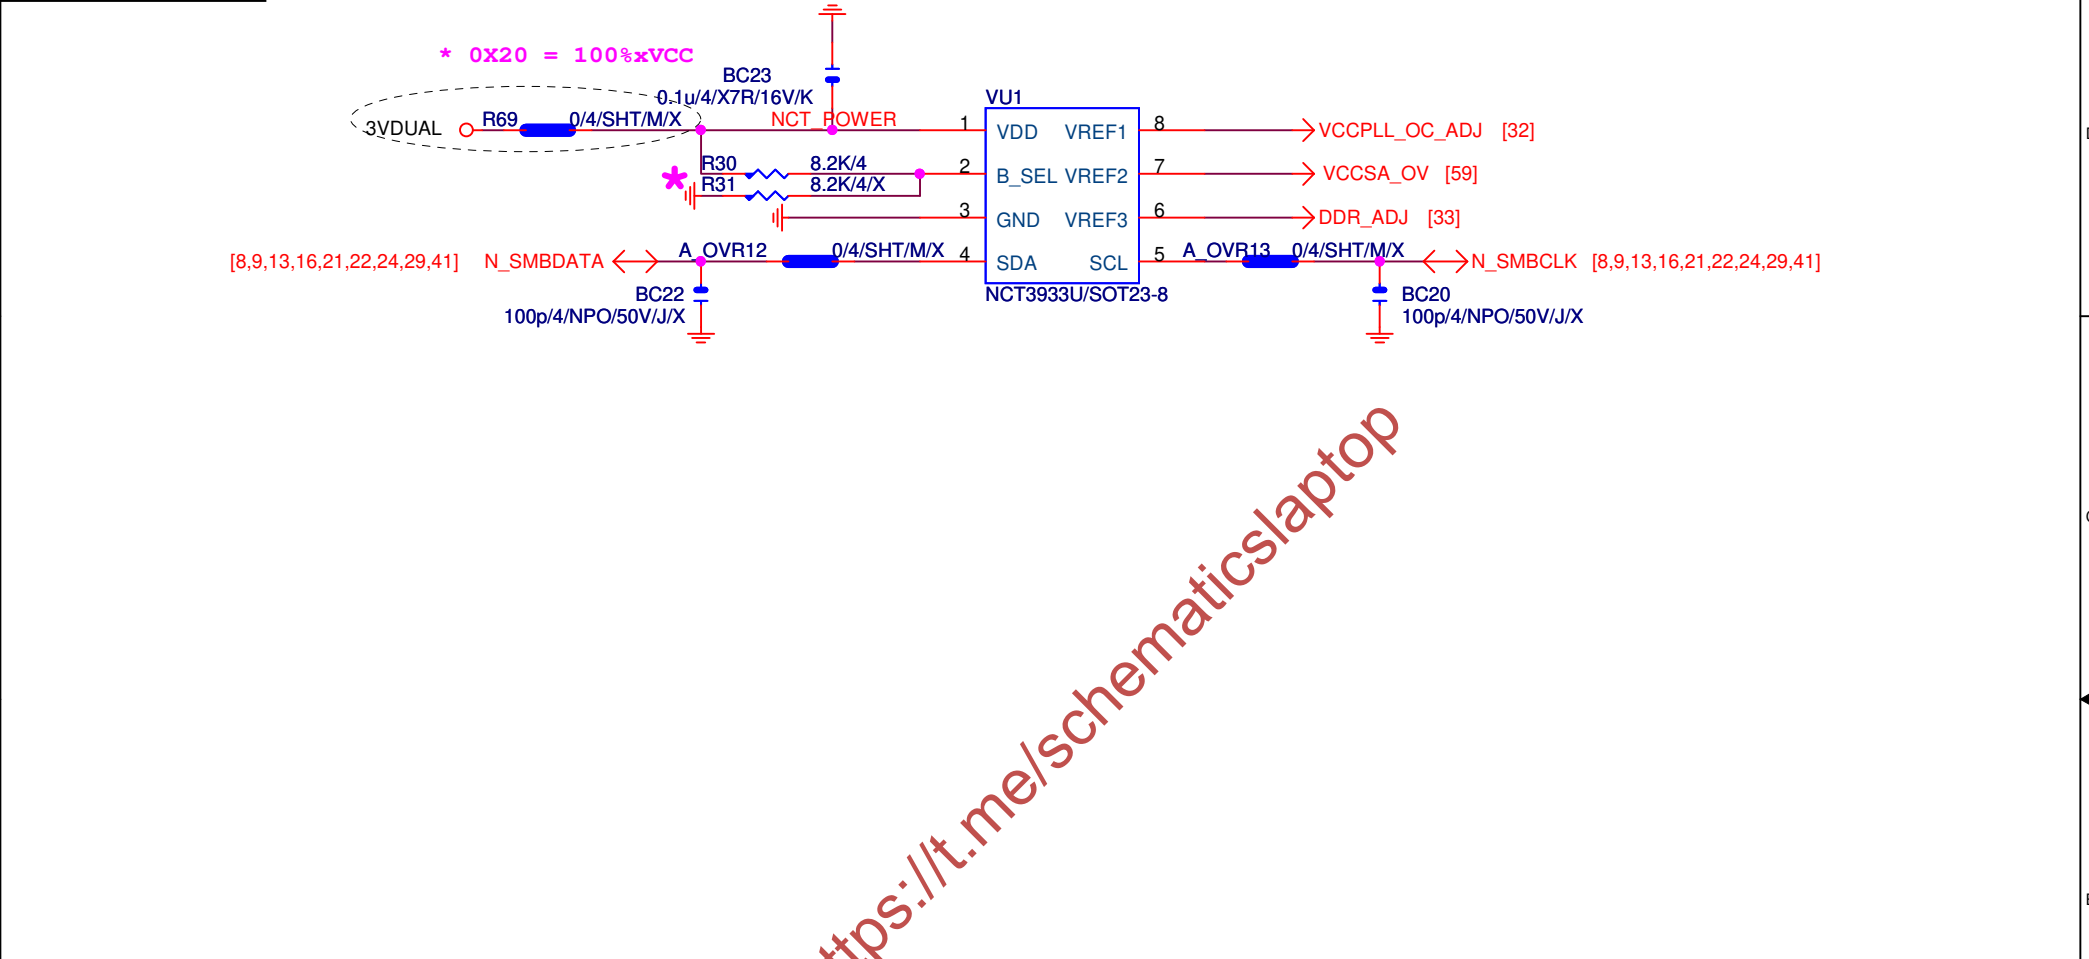 * 0X20 = 100%xVCC
BC23
0.1u/4/X7R/16V/K
3VDUAL
R69
0/4/SHT/M/X
NCT_POWER
R30
8.2K/4
*
R31
8.2K/4/X
VU1
1 VDD VREF1 8
2 B_SEL VREF2 7
3 GND VREF3 6
4 SDA SCL 5
NCT3933U/SOT23-8
VCCPLL_OC_ADJ [32]
VCCSA_OV [59]
DDR_ADJ [33]
[8,9,13,16,21,22,24,29,41] N_SMBDATA
A_OVR12
0/4/SHT/M/X
A_OVR13
0/4/SHT/M/X
N_SMBCLK [8,9,13,16,21,22,24,29,41]
BC22
100p/4/NPO/50V/J/X
BC20
100p/4/NPO/50V/J/X
ttps://t.me/schematicslaptop